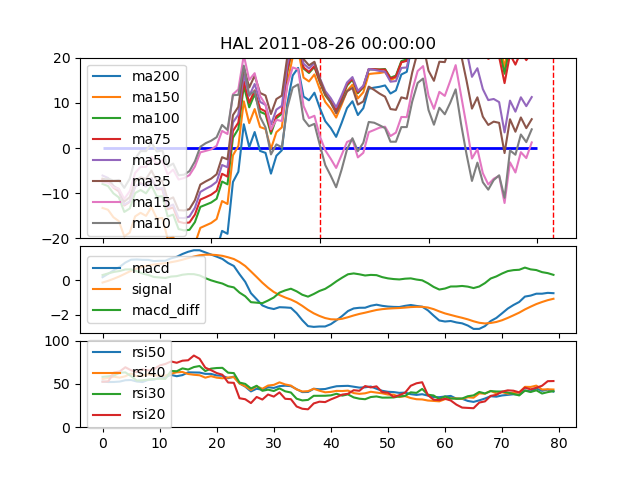 HAL 2011-08-26 00:00:00
20
10
0
−10
−20
ma200
ma150
ma100
ma75
ma50
ma35
ma15
ma10
0
−2
macd
signal
macd_diff
100
50
0
rsi50
rsi40
rsi30
rsi20
0 10 20 30 40 50 60 70 80